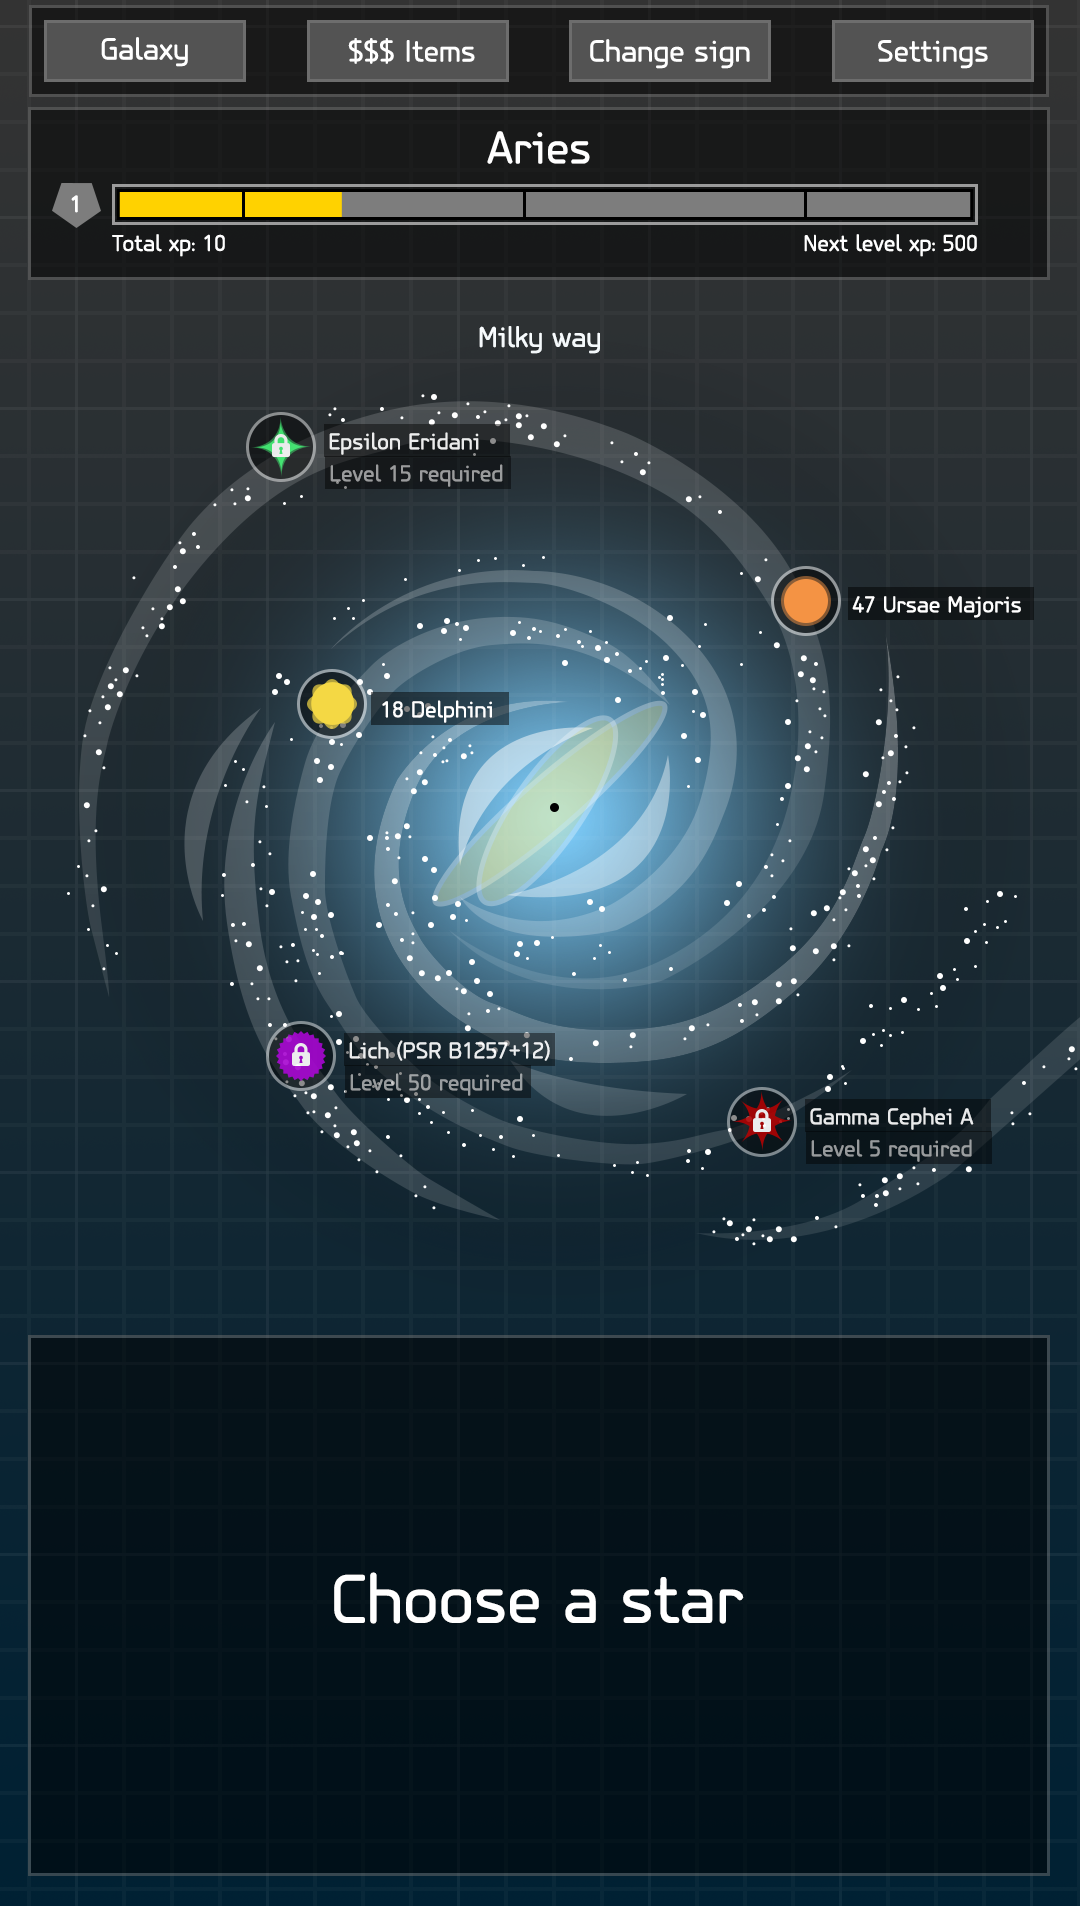 Galaxy
$$$ Items
Change sign
Settings
Aries
1
Total xp: 10
Next level xp: 500
Milky way
Epsilon Eridani
Level 15 required
47 Ursae Majoris
18 Delphini
Lich (PSR B1257+12)
Level 50 required
Gamma Cephei A
Level 5 required
Choose a star